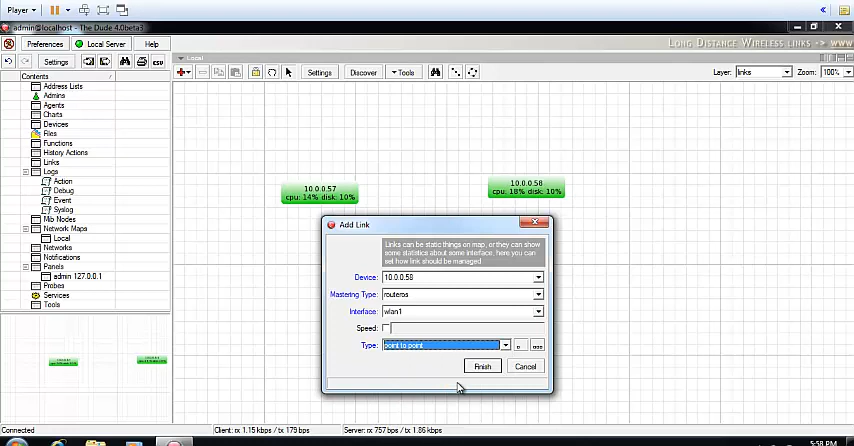 Player
admin@localhost - The Dude 4.0beta3
Preferences Local Server Help
Long Distance Wireless links -> www
Settings
Local
Settings Discover Tools Layer: links Zoom: 100%
Contents
Address Lists
Admins
Agents
Charts
Devices
Files
Functions
History Actions
Links
Logs
Action
Debug
Event
Syslog
Mib Nodes
Network Maps
Local
Networks
Notifications
Panels
admin 127.0.0.1
Probes
Services
Tools
10.0.0.57
cpu: 14% disk: 10%
10.0.0.58
cpu: 18% disk: 10%
Add Link
Links can be static things on map, or they can show
some statistics about some interface, here you can
set how link should be managed
Device: 10.0.0.58
Mastering Type: routeros
Interface: wlan1
Speed:
Type: point to point
Finish Cancel
Connected Client: rx 1.15 kbps / tx 179 bps Server: rx 757 bps / tx 1.86 kbps
5:58 PM